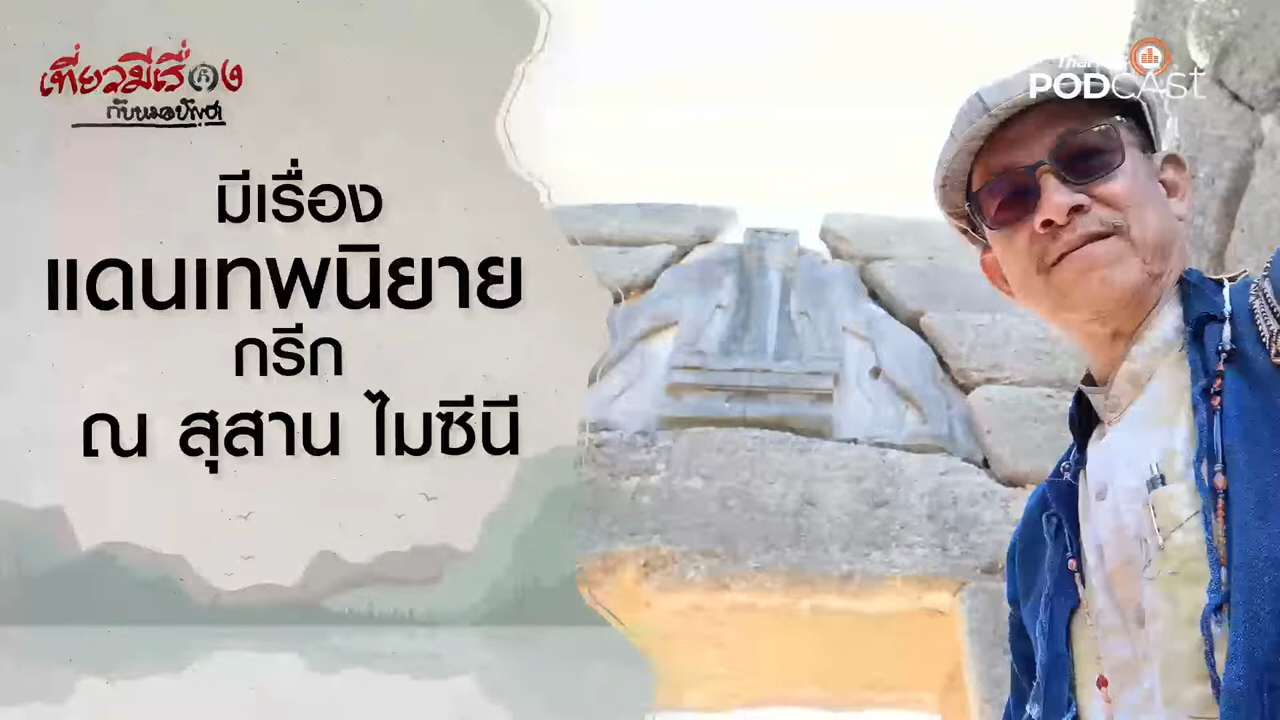 เที่ยวมีเรื่อง
กับหมอบัญชา
มีเรื่อง
แดนเทพนิยาย
กรีก
ณ สุสาน ไมซีนี
PODCAST